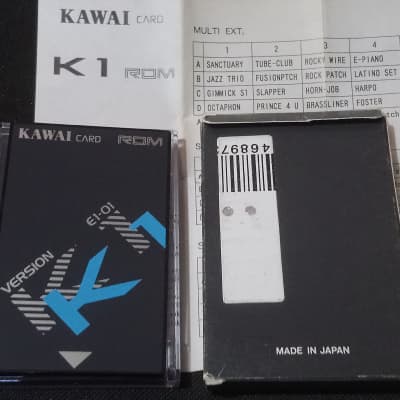 KAWAI CARD
K1 ROM
MULTI EXT.
1 2 3 4
A SANCTUARY TUBE-CLUB ROCKY WIRE E-PIANO
B JAZZ TRIO FUSIONPTCH ROCK PATCH LATINO SET
C GIMMICK S1 SLAPPER HORN-JOB HARPO
D OCTAPHON PRINCE 4 U BRASSLINER FOSTER
KAWAI CARD ROM
VERSION E1-01
K1
468973
MADE IN JAPAN